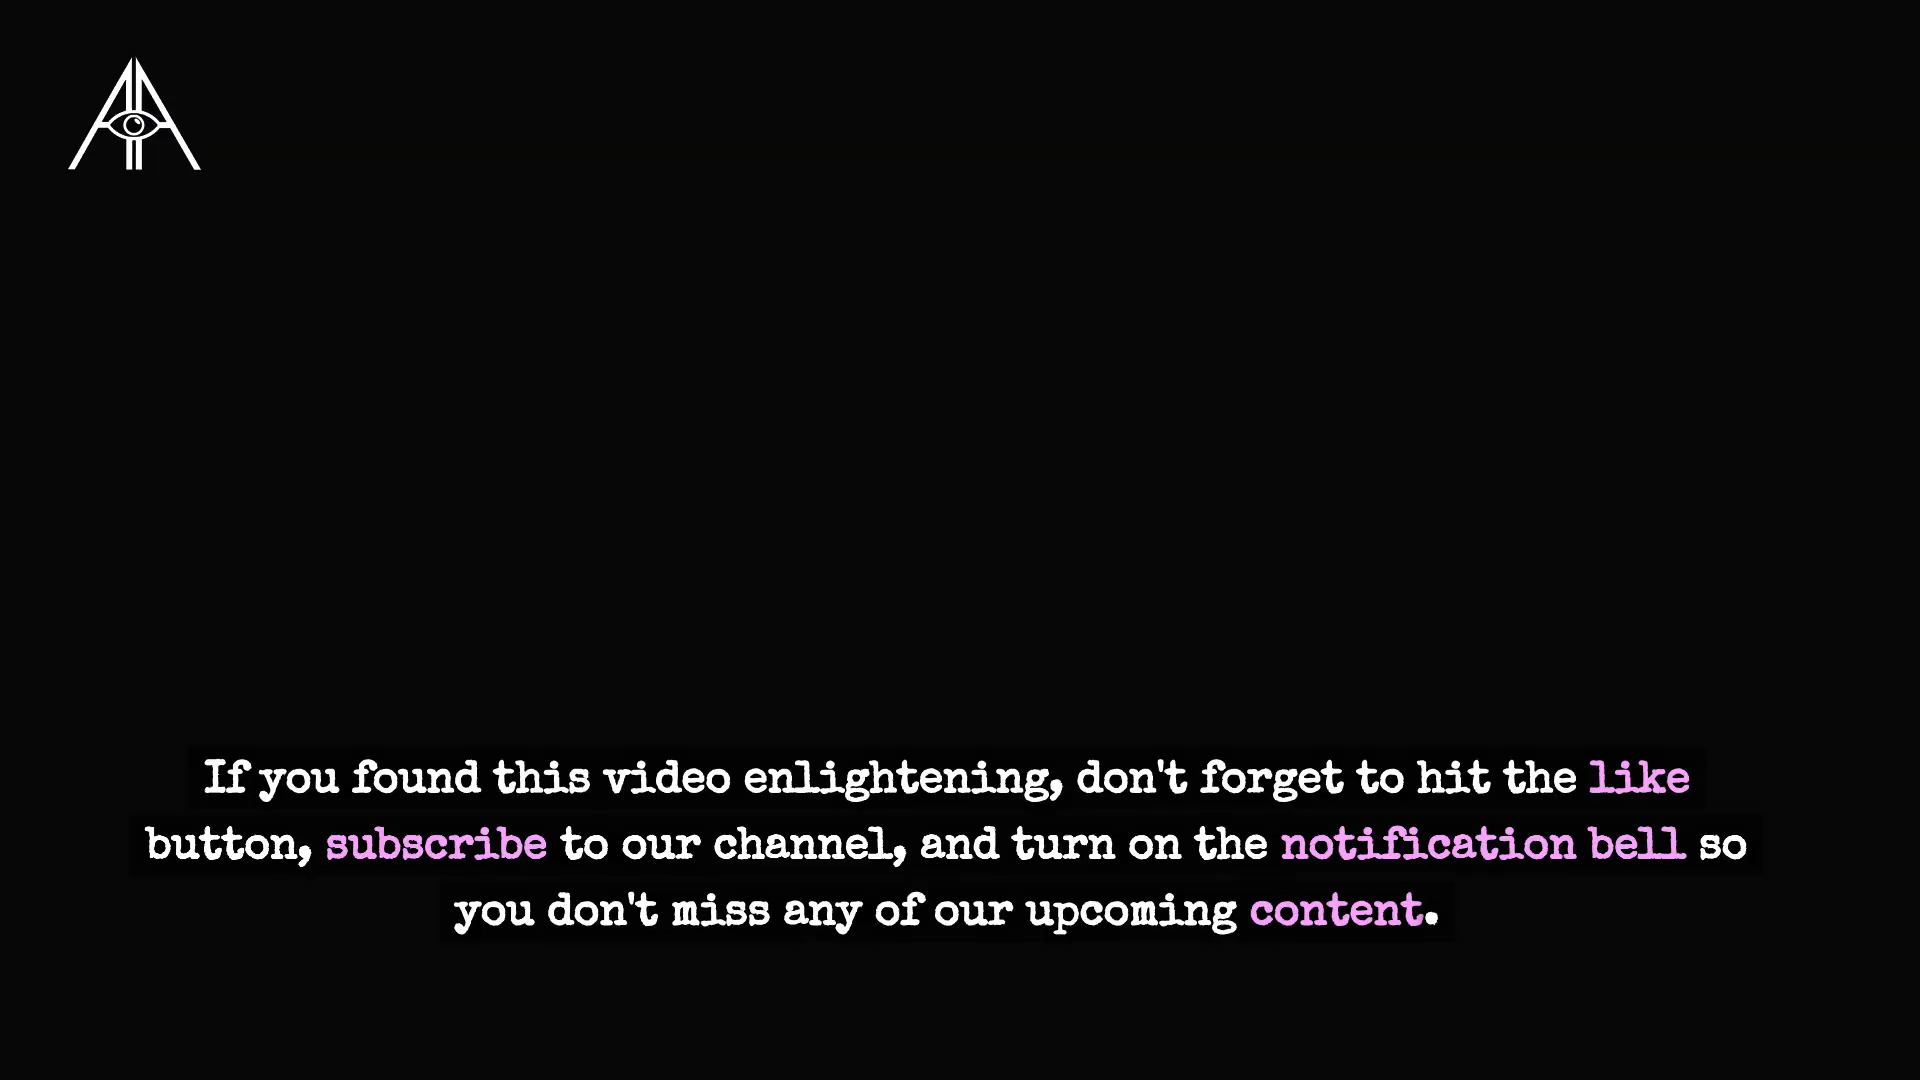 If you found this video enlightening, don't forget to hit the like
button, subscribe to our channel, and turn on the notification bell so
you don't miss any of our upcoming content.